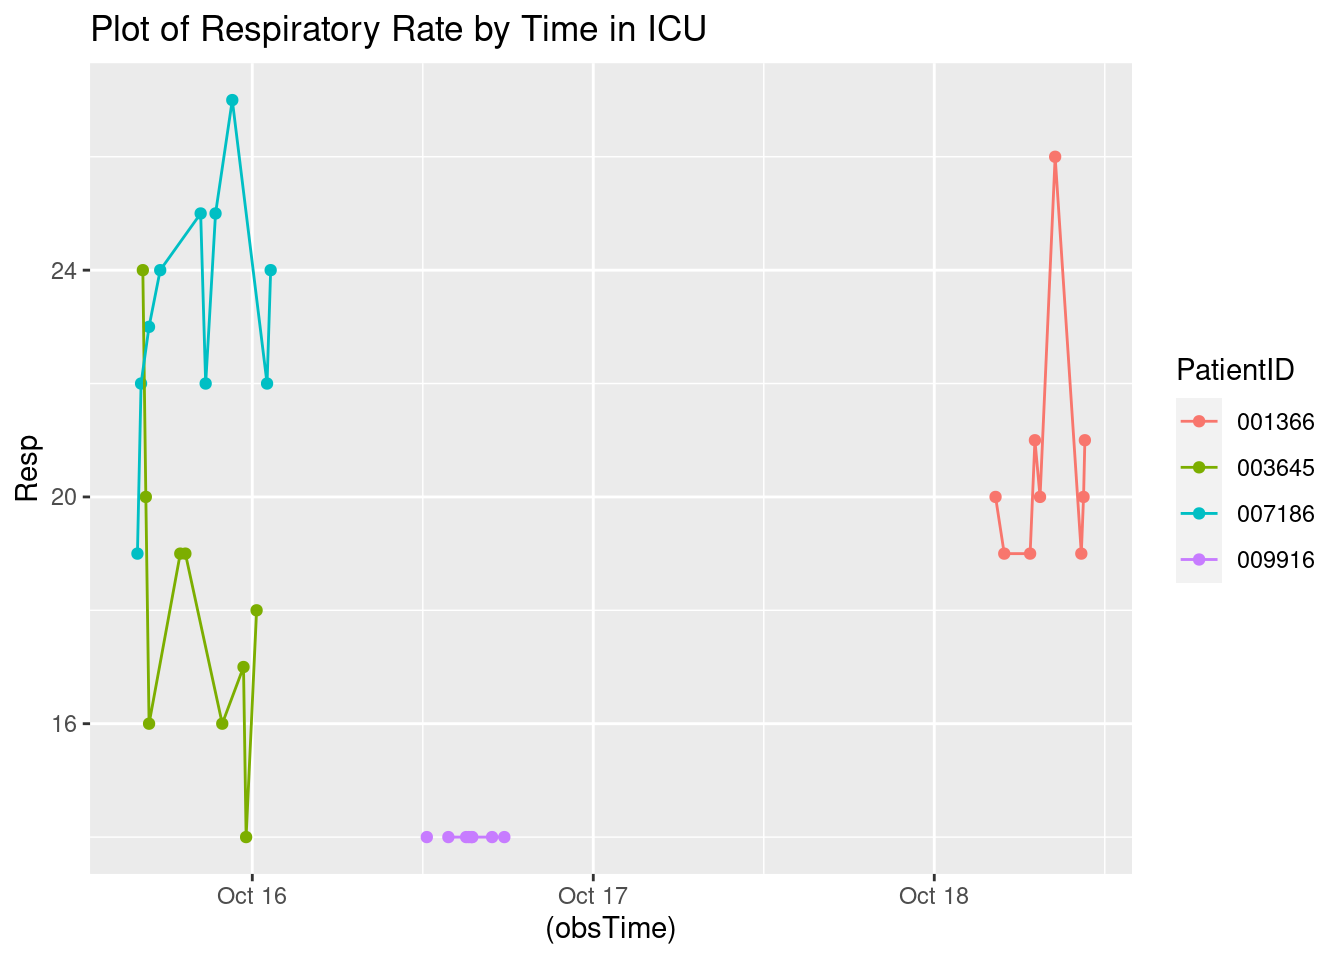 Plot of Respiratory Rate by Time in ICU
24
20
16
Resp
Oct 16
Oct 17
Oct 18
(obsTime)
PatientID
001366
003645
007186
009916